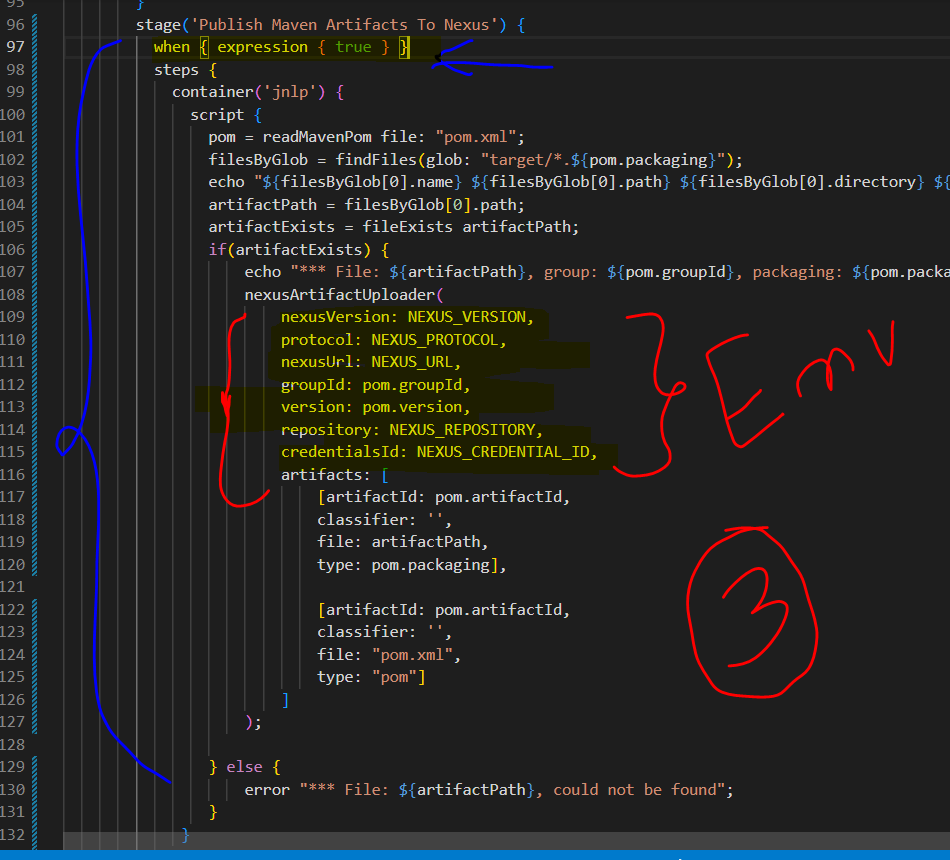 95 }
96 stage('Publish Maven Artifacts To Nexus') {
97 when { expression { true } }
98 steps {
99 container('jnlp') {
100 script {
101 pom = readMavenPom file: "pom.xml";
102 filesByGlob = findFiles(glob: "target/*.${pom.packaging}");
103 echo "${filesByGlob[0].name} ${filesByGlob[0].path} ${filesByGlob[0].directory} ${
104 artifactPath = filesByGlob[0].path;
105 artifactExists = fileExists artifactPath;
106 if(artifactExists) {
107 echo "*** File: ${artifactPath}, group: ${pom.groupId}, packaging: ${pom.packa
108 nexusArtifactUploader(
109 nexusVersion: NEXUS_VERSION,
110 protocol: NEXUS_PROTOCOL,
111 nexusUrl: NEXUS_URL,
112 groupId: pom.groupId,
113 version: pom.version,
114 repository: NEXUS_REPOSITORY,
115 credentialsId: NEXUS_CREDENTIAL_ID,
116 artifacts: [
117 [artifactId: pom.artifactId,
118 classifier: '',
119 file: artifactPath,
120 type: pom.packaging],
121
122 [artifactId: pom.artifactId,
123 classifier: '',
124 file: "pom.xml",
125 type: "pom"]
126 ]
127 );
128
129 } else {
130 error "*** File: ${artifactPath}, could not be found";
131 }
132 }
Env
3